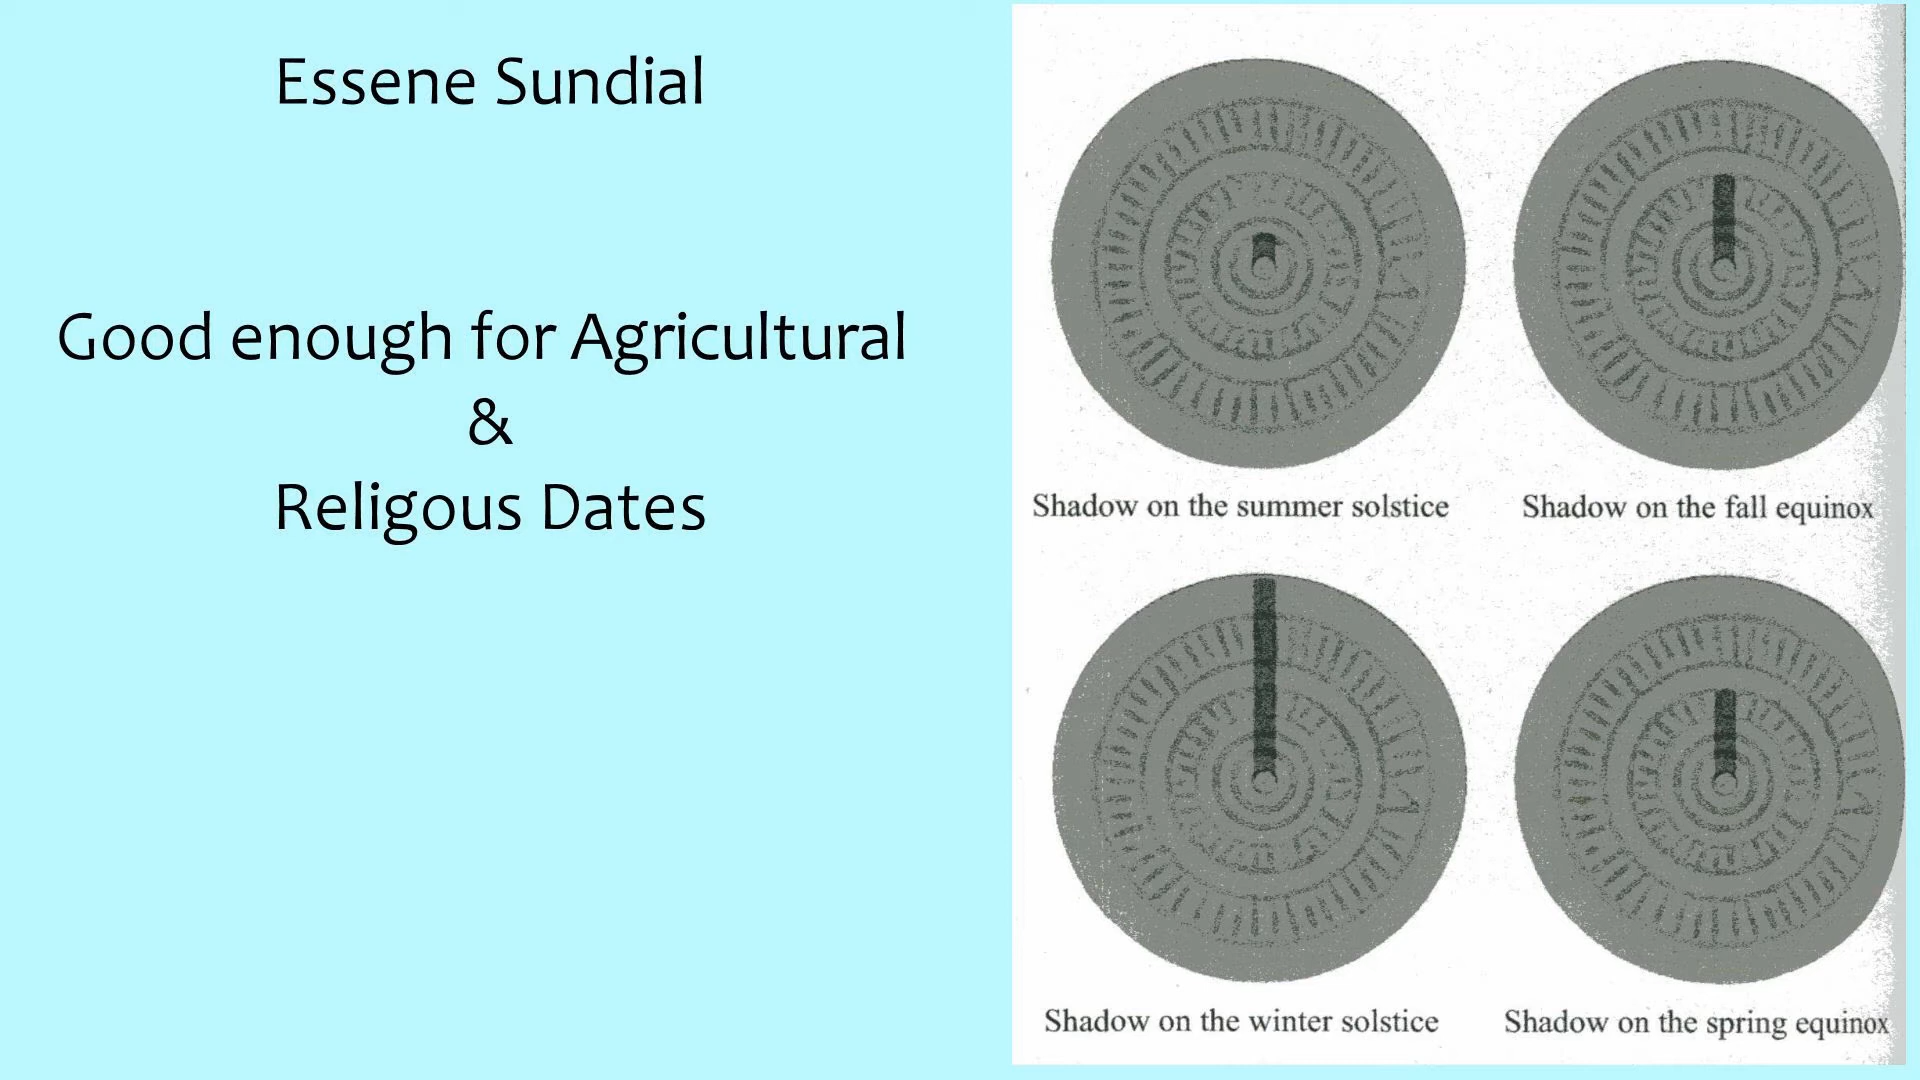 Essene Sundial
Good enough for Agricultural
&
Religous Dates
Shadow on the summer solstice
Shadow on the fall equinox
Shadow on the winter solstice
Shadow on the spring equinox